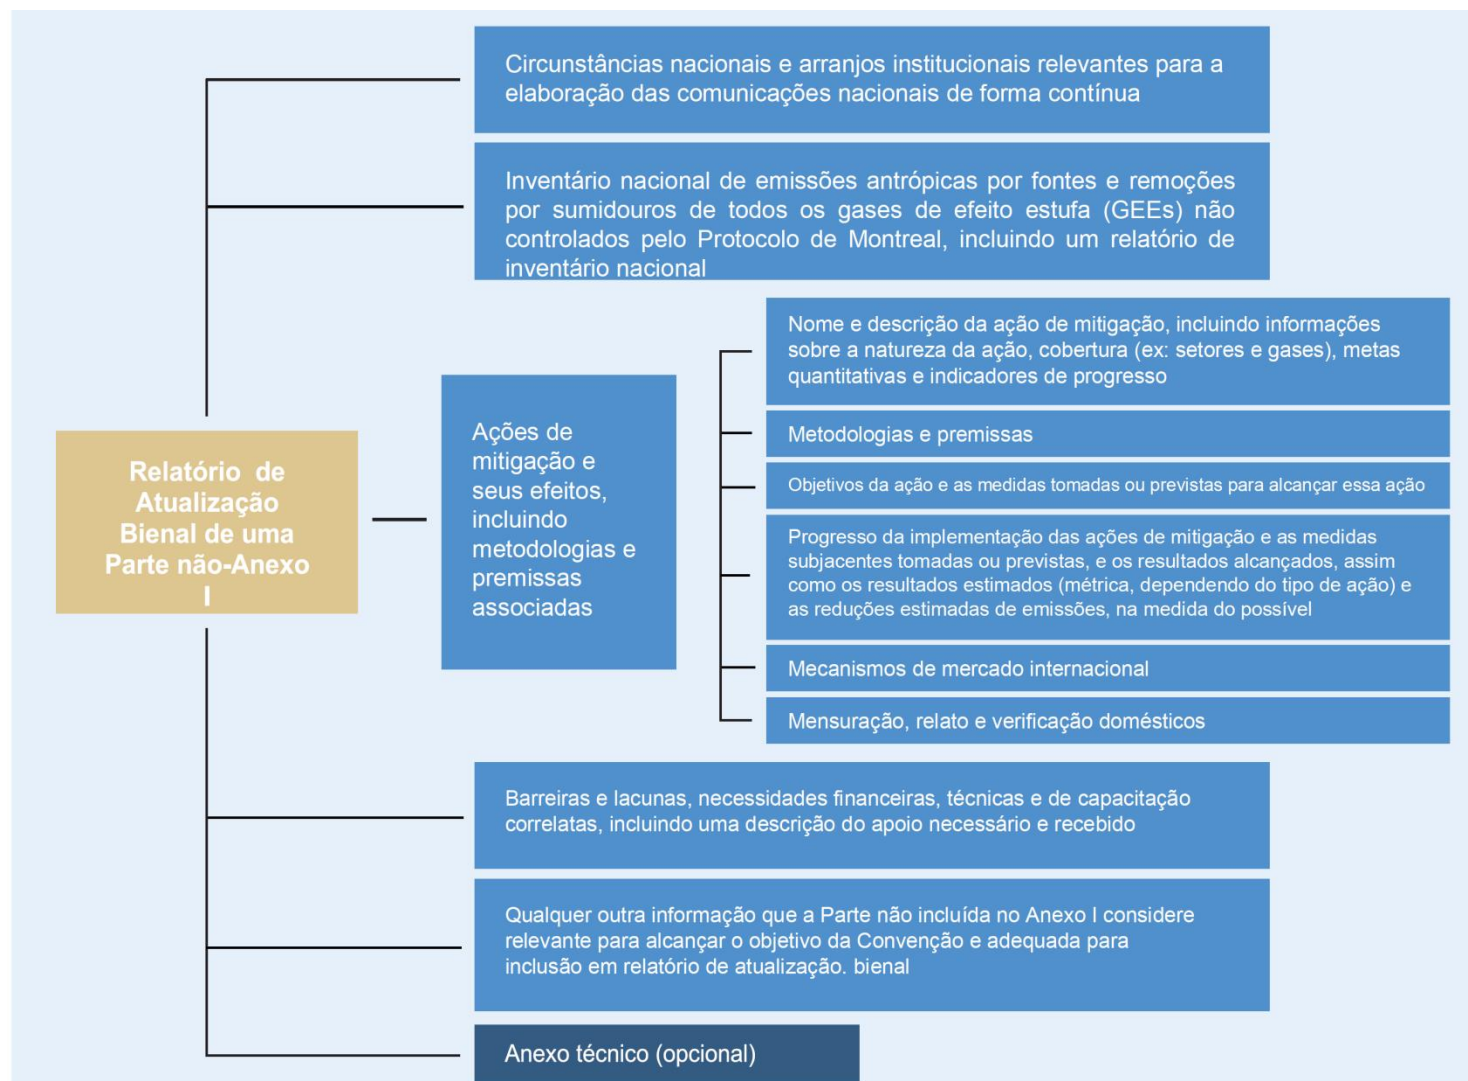 Circunstâncias nacionais e arranjos institucionais relevantes para a
elaboração das comunicações nacionais de forma contínua
Inventário nacional de emissões antrópicas por fontes e remoções
por sumidouros de todos os gases de efeito estufa (GEEs) não
controlados pelo Protocolo de Montreal, incluindo um relatório de
inventário nacional
Relatório de
Atualização
Bienal de uma
Parte não-Anexo
I
Ações de
mitigação e
seus efeitos,
incluindo
metodologias e
premissas
associadas
Nome e descrição da ação de mitigação, incluindo informações
sobre a natureza da ação, cobertura (ex: setores e gases), metas
quantitativas e indicadores de progresso
Metodologias e premissas
Objetivos da ação e as medidas tomadas ou previstas para alcançar essa ação
Progresso da implementação das ações de mitigação e as medidas
subjacentes tomadas ou previstas, e os resultados alcançados, assim
como os resultados estimados (métrica, dependendo do tipo de ação) e
as reduções estimadas de emissões, na medida do possível
Mecanismos de mercado internacional
Mensuração, relato e verificação domésticos
Barreiras e lacunas, necessidades financeiras, técnicas e de capacitação
correlatas, incluindo uma descrição do apoio necessário e recebido
Qualquer outra informação que a Parte não incluída no Anexo I considere
relevante para alcançar o objetivo da Convenção e adequada para
inclusão em relatório de atualização. bienal
Anexo técnico (opcional)